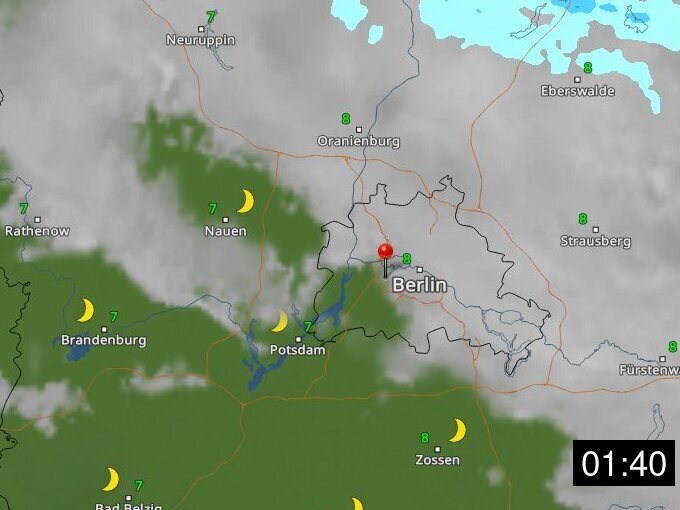 7
Neuruppin
8
Eberswalde
8
Oranienburg
7
Nauen
7
Rathenow
8
Strausberg
8
Berlin
7
Brandenburg
7
Potsdam
8
Fürstenwa
8
Zossen
01:40
7
Bad Belzig